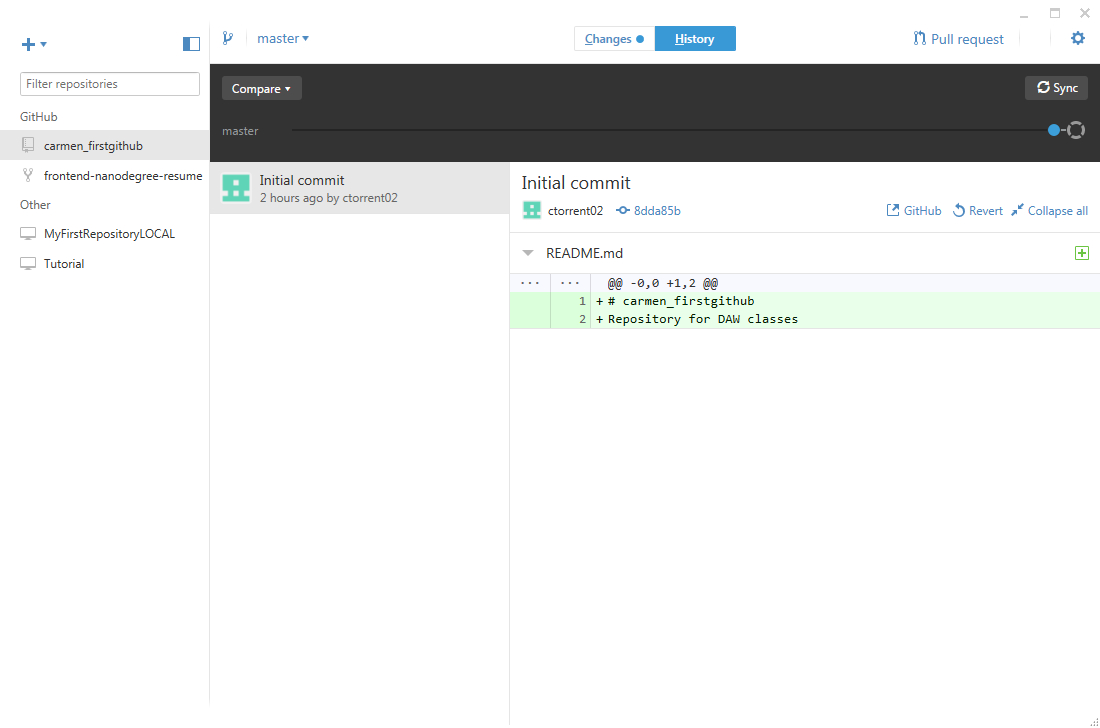 master
Changes
History
Pull request
Filter repositories
GitHub
carmen_firstgithub
frontend-nanodegree-resume
Other
MyFirstRepositoryLOCAL
Tutorial
Compare
Sync
master
Initial commit
2 hours ago by ctorrent02
Initial commit
ctorrent02 8dda85b GitHub Revert Collapse all
README.md
... ... @@ -0,0 +1,2 @@
1 + # carmen_firstgithub
2 + Repository for DAW classes